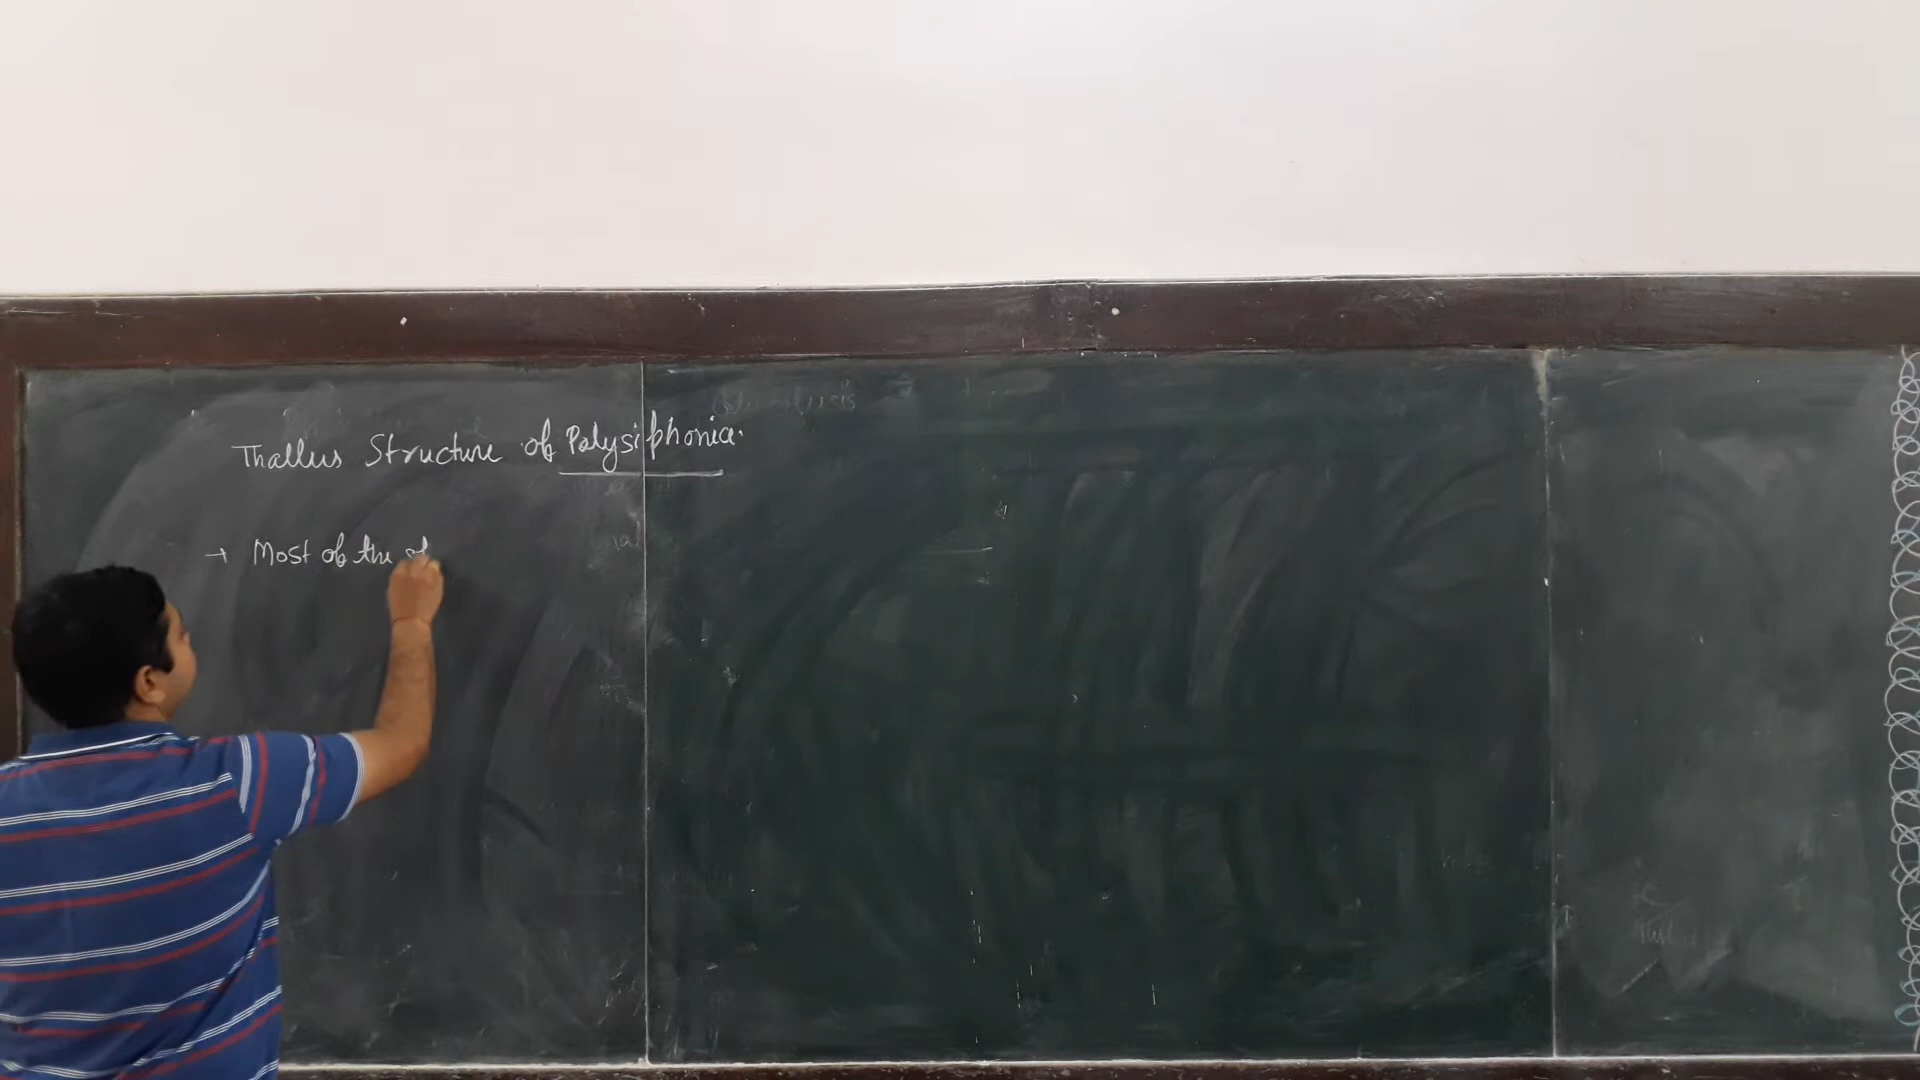 Thallus Structure of Polysiphonia.
→ Most of the